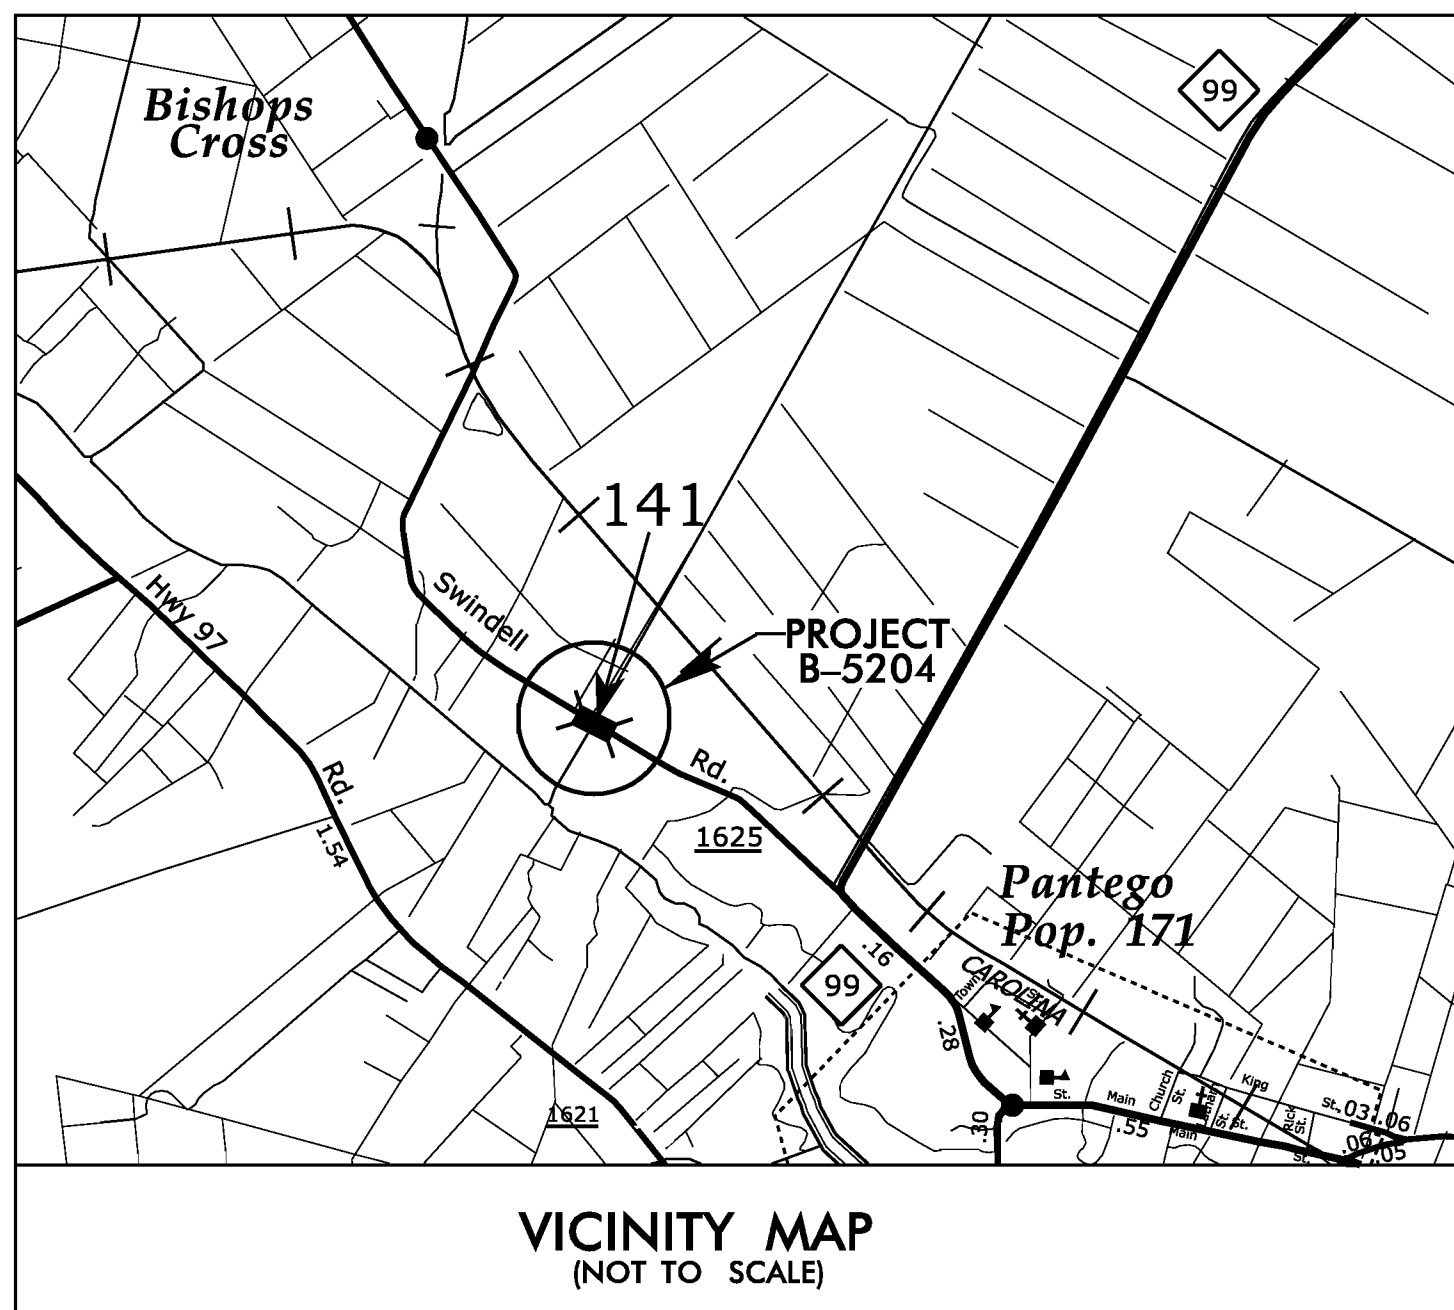 Bishops
Cross
99
141
Hwy 97
Swindell
PROJECT
B-5204
Rd.
Rd.
1.54
1625
Pantego
Pop. 171
.16
99
CAROLINA
Town
St.
.28
St.
Main
Church
St.
King
St.
.03
.06
1621
.30
.55
Main
St.
St.
Rick
St.
St.
.06
.05
VICINITY MAP
(NOT TO SCALE)